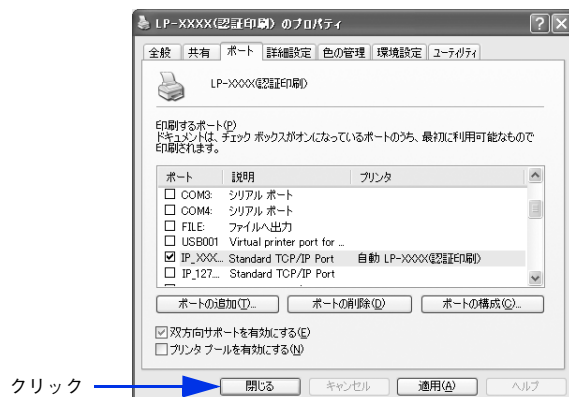 LP-XXXX(認証印刷) のプロパティ
全般 共有 ポート 詳細設定 色の管理 環境設定 ユーティリティ
LP-XXXX(認証印刷)
印刷するポート(P)
ドキュメントは、チェック ボックスがオンになっているポートのうち、最初に利用可能なもので
印刷されます。
ポート 説明 プリンタ
COM3: シリアル ポート
COM4: シリアル ポート
FILE: ファイルへ出力
USB001 Virtual printer port for ...
IP_XXX... Standard TCP/IP Port 自動 LP-XXXX(認証印刷)
IP_127... Standard TCP/IP Port
ポートの追加(T)... ポートの削除(D) ポートの構成(C)...
双方向サポートを有効にする(E)
プリンタ プールを有効にする(N)
クリック 閉じる キャンセル 適用(A) ヘルプ